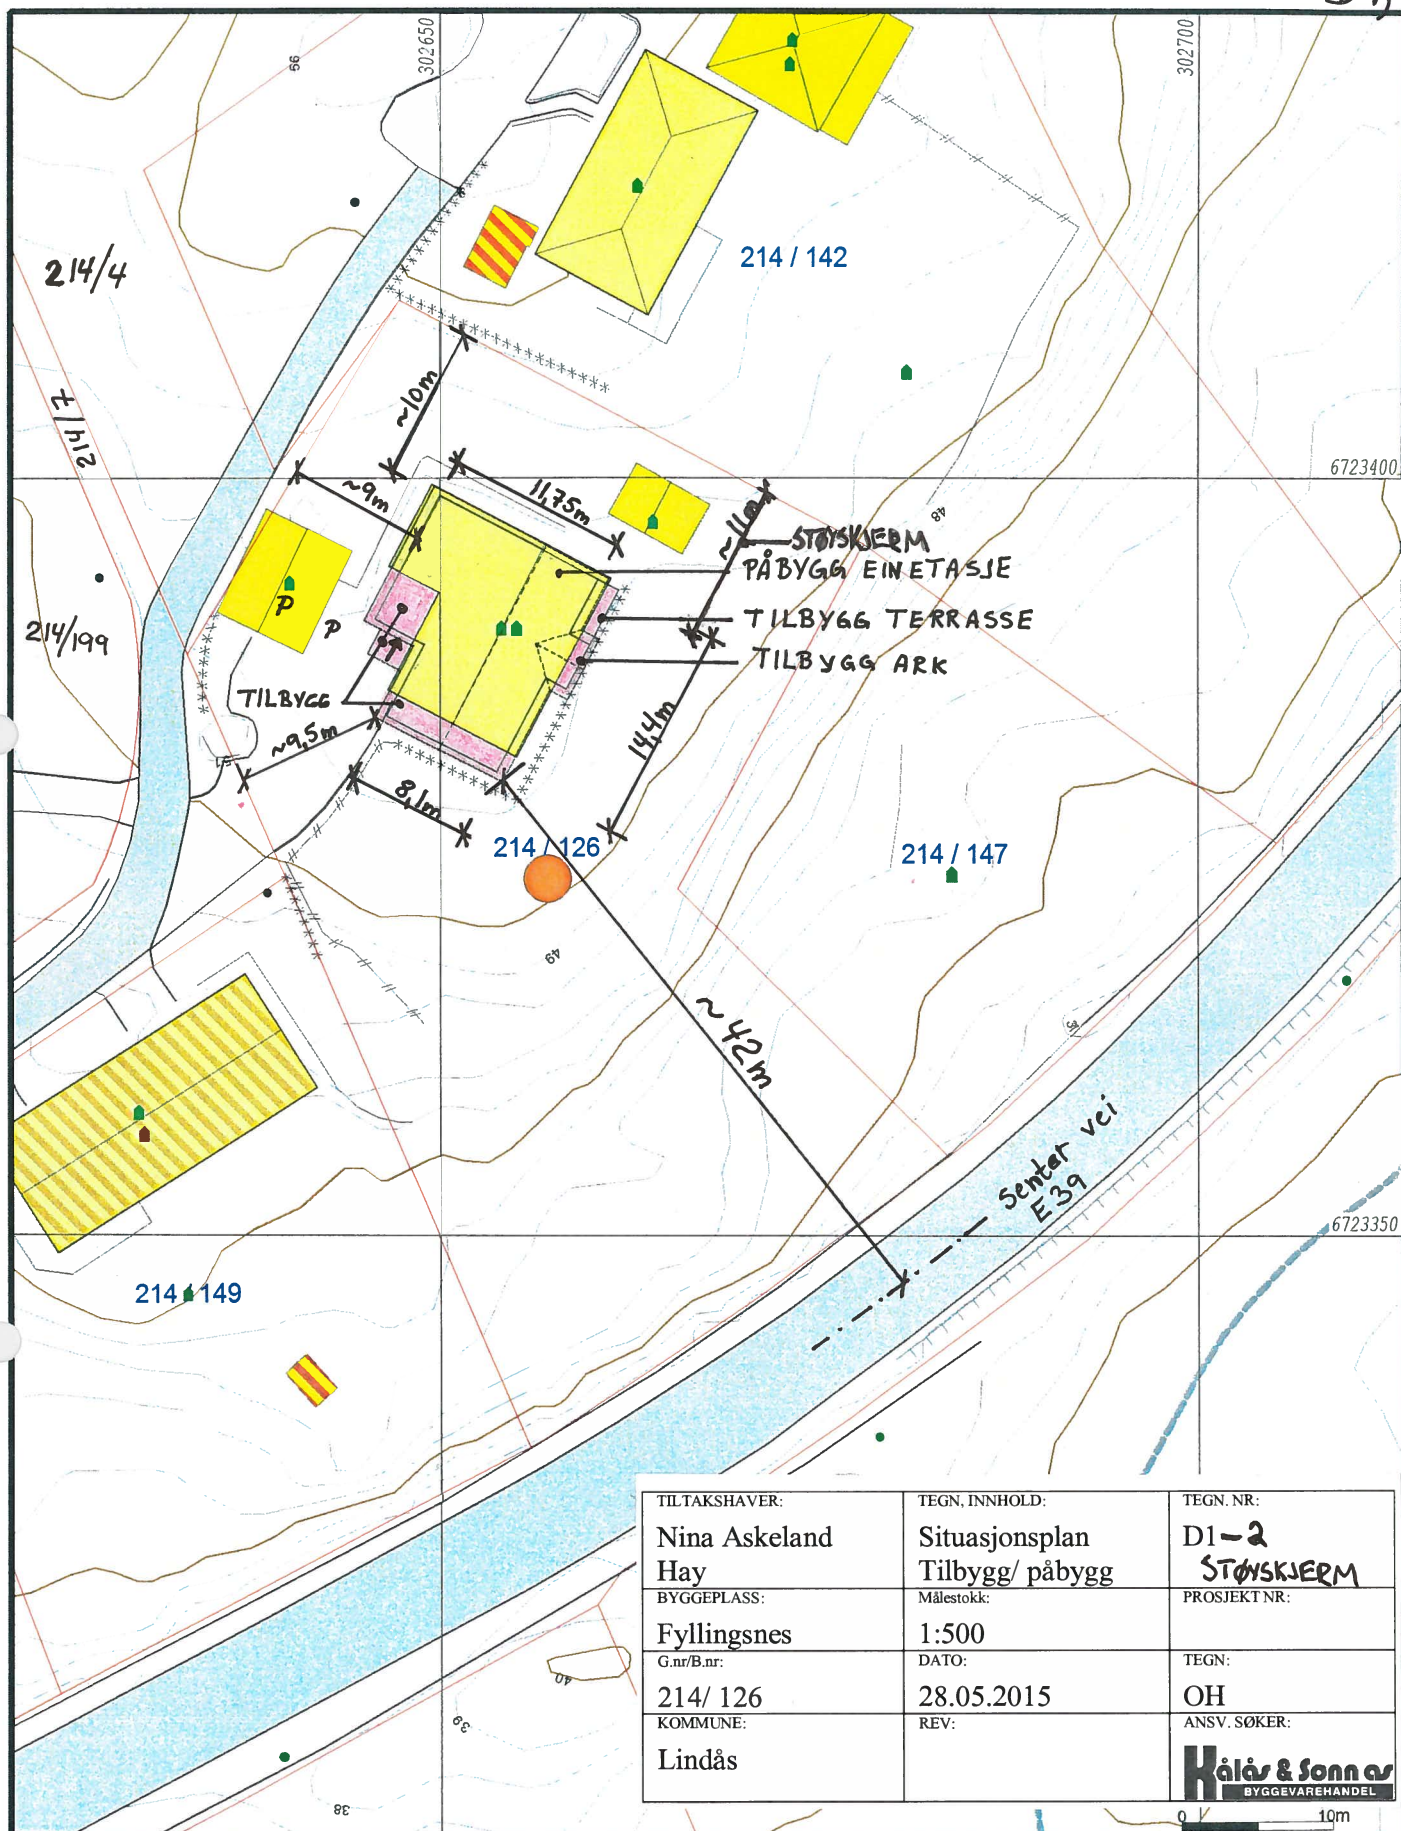 302650
302700
56
214/4
214 / 142
214/7
~10m
6723400
~9m
11,75m
~11m
48
STØYSKJERM
PÅBYGG EINETASJE
TILBYGG TERRASSE
TILBYGG ARK
P
P
214/199
TILBYGG
~9,5m
14,4m
8,1m
214 / 126
214 / 147
49
~42m
Senter vei
E39
6723350
214 149
40
39
38
TILTAKSHAVER:
Nina Askeland
Hay
TEGN, INNHOLD:
Situasjonsplan
Tilbygg/ påbygg
TEGN. NR:
D1-2
STØYSKJERM
BYGGEPLASS:
Fyllingsnes
Målestokk:
1:500
PROSJEKT NR:
G.nr/B.nr:
214/ 126
DATO:
28.05.2015
TEGN:
OH
KOMMUNE:
Lindås
REV:
ANSV. SØKER:
Hålås & Sonn as
BYGGEVAREHANDEL
0 10m